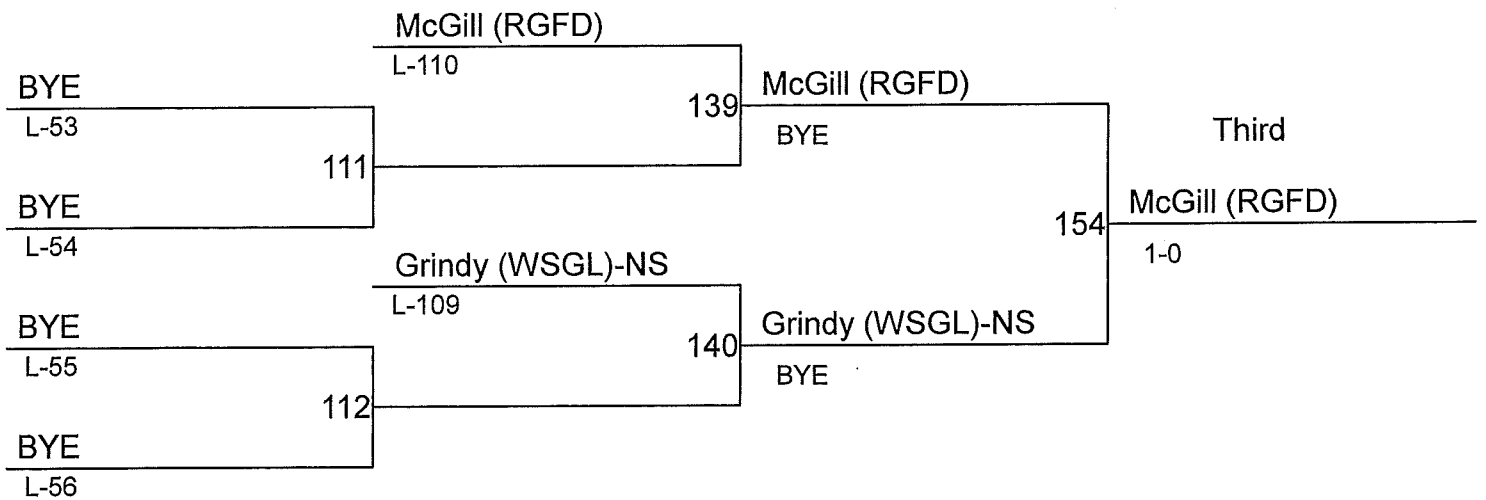 McGill (RGFD)
L-110
BYE
L-53
139
McGill (RGFD)
BYE
Third
111
BYE
L-54
154
McGill (RGFD)
1-0
Grindy (WSGL)-NS
L-109
BYE
L-55
140
Grindy (WSGL)-NS
BYE
112
BYE
L-56